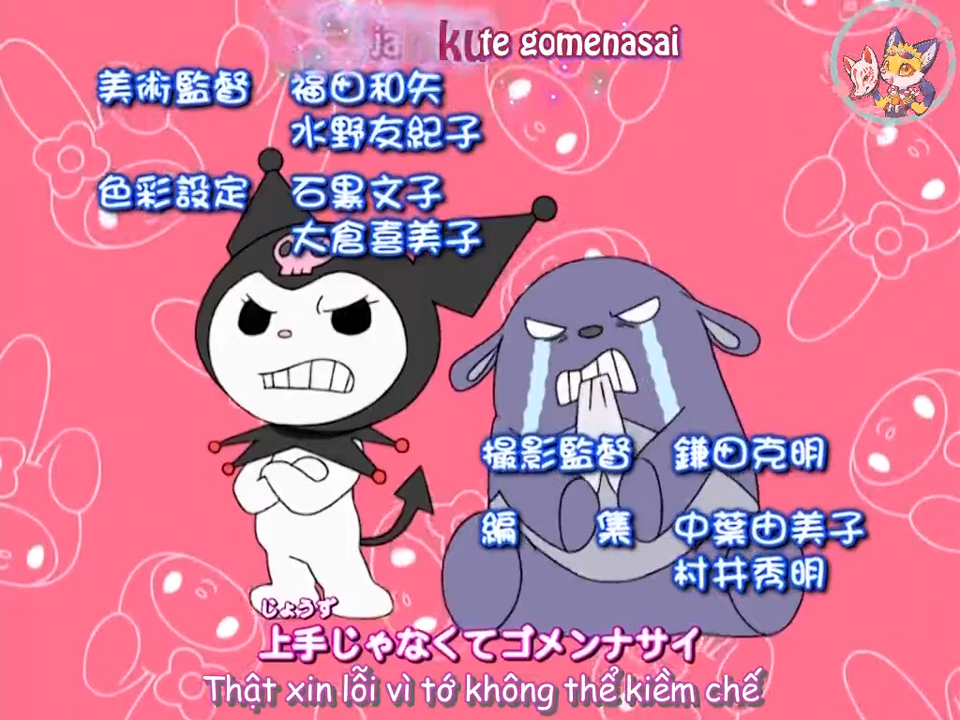 ja kute gomenasai
美術監督 福田和矢
水野友紀子
色彩設定 石黒文子
大倉喜美子
撮影監督 鎌田克明
編 集 中葉由美子
村井秀明
じょうず
上手じゃなくてゴメンナサイ
Thật xin lỗi vì tớ không thể kiềm chế